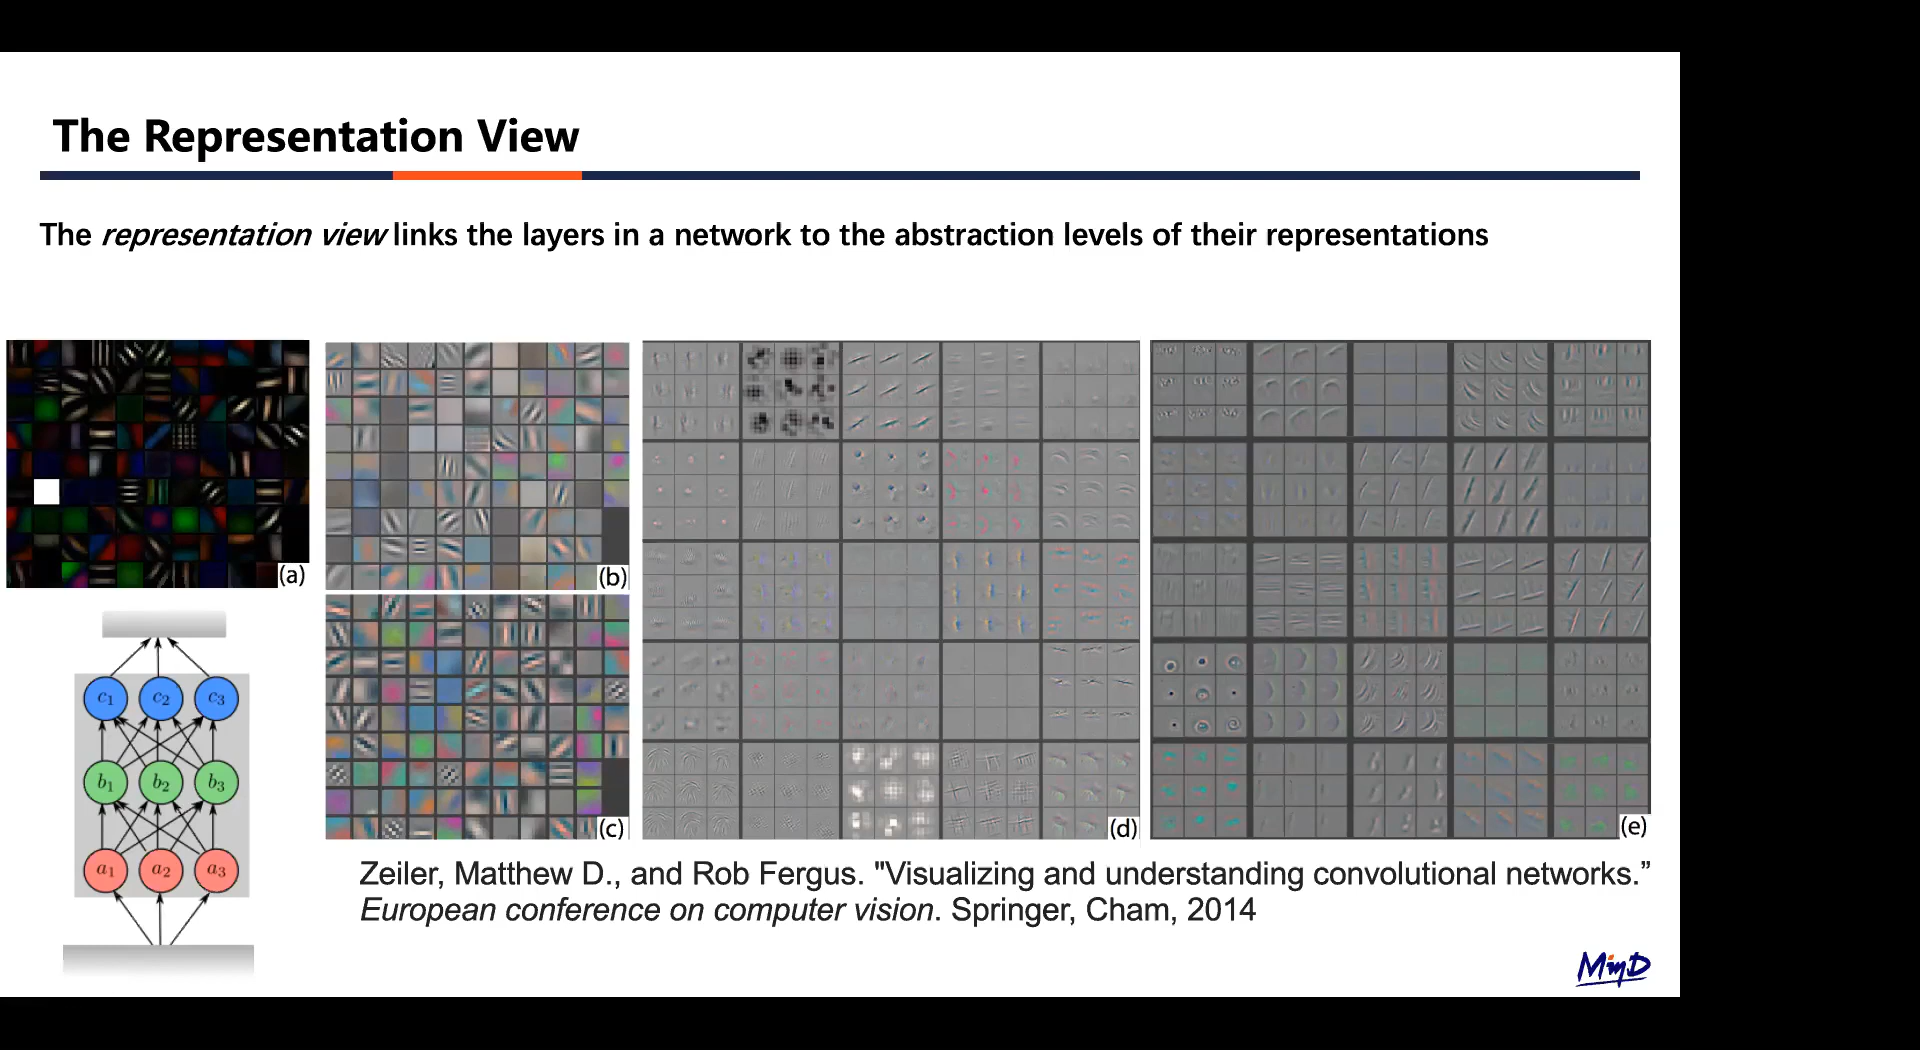 The Representation View
The representation view links the layers in a network to the abstraction levels of their representations
(a)
(b)
(c)
(d)
(e)
c1 c2 c3
b1 b2 b3
a1 a2 a3
Zeiler, Matthew D., and Rob Fergus. "Visualizing and understanding convolutional networks.”
European conference on computer vision. Springer, Cham, 2014
MinD